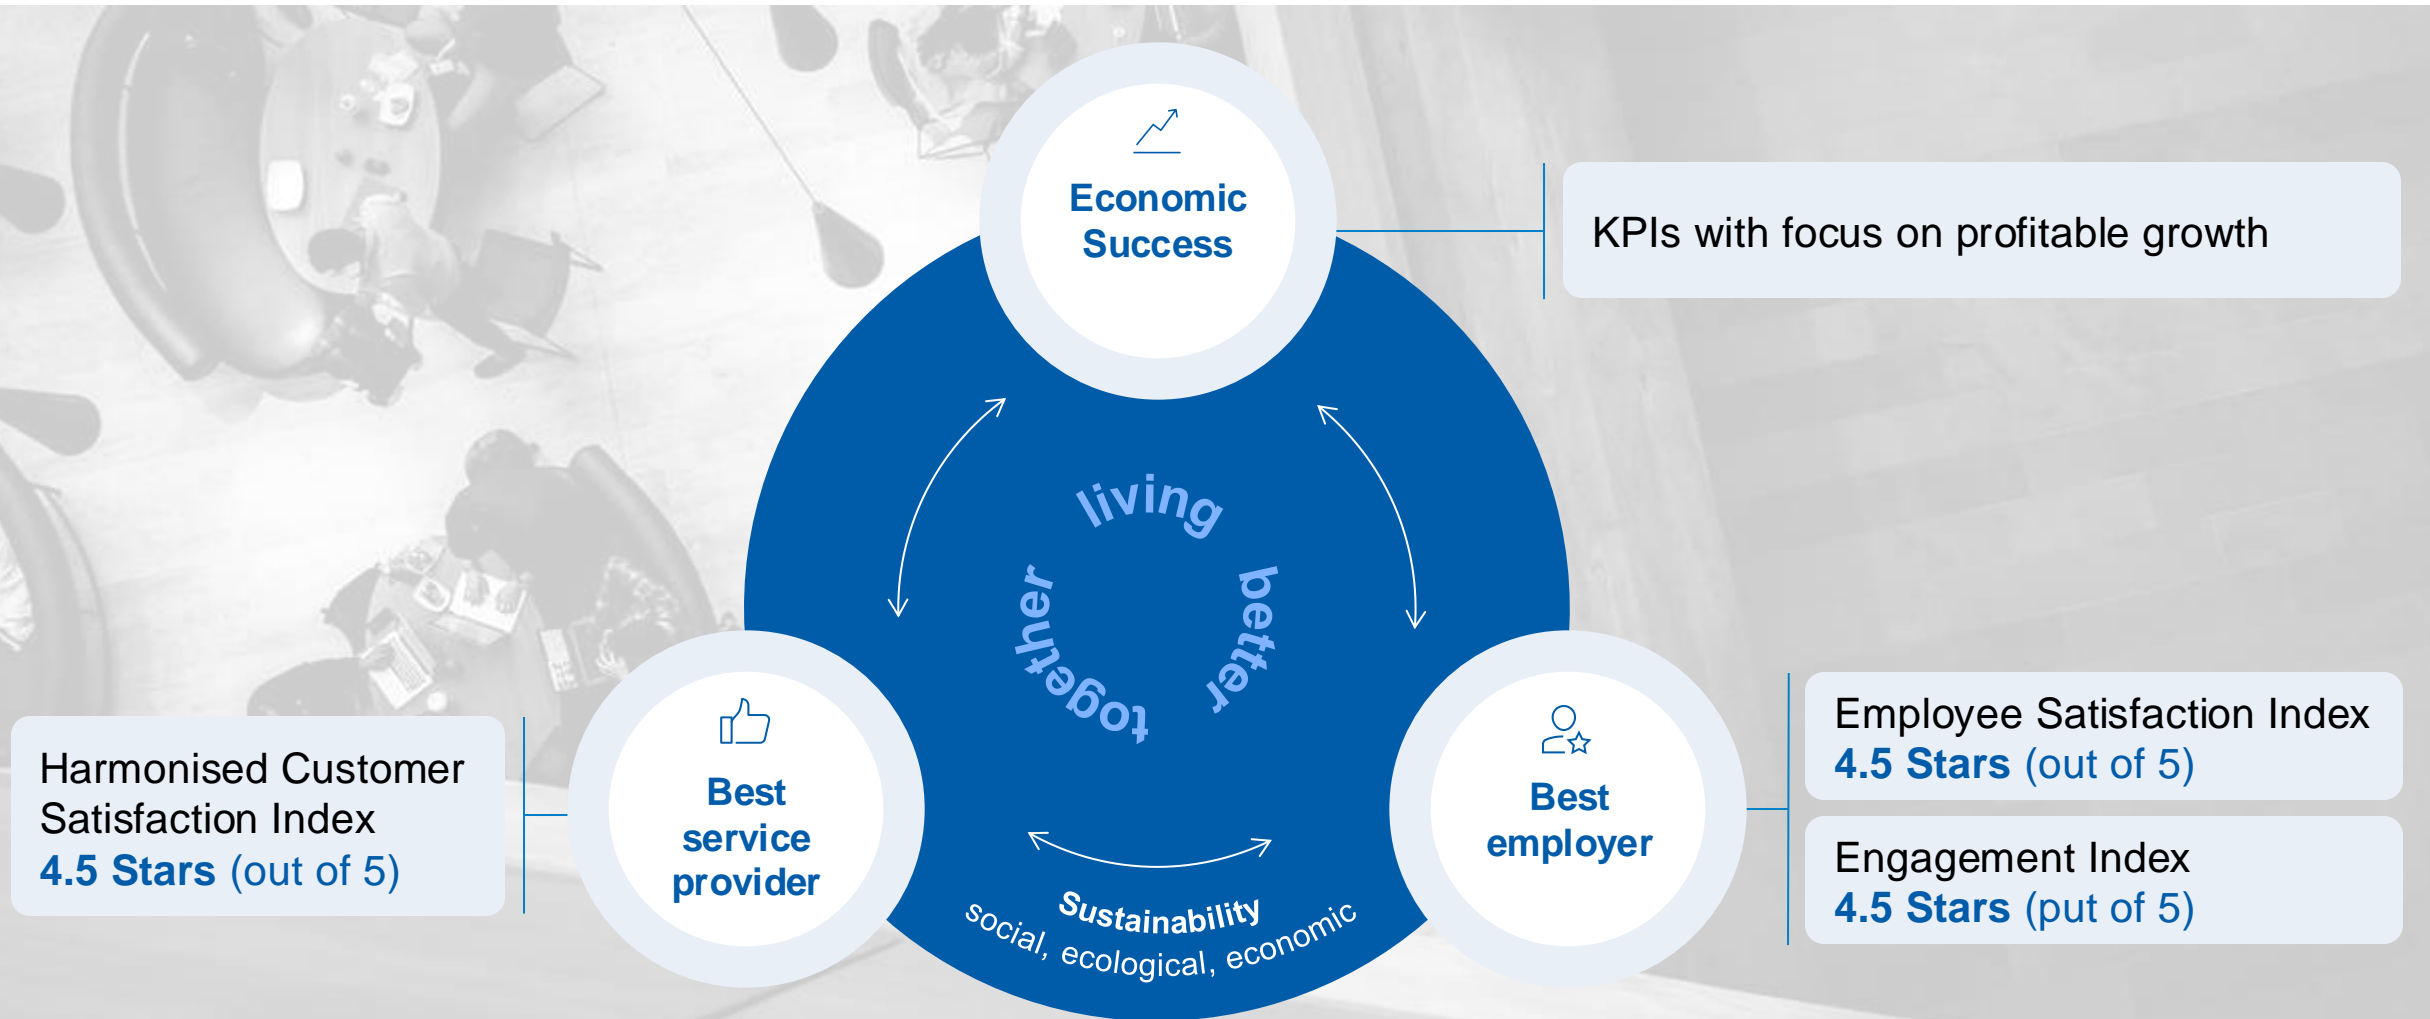 Economic
Success
KPIs with focus on profitable growth
living
better
together
Harmonised Customer
Satisfaction Index
4.5 Stars (out of 5)
Best
service
provider
Best
employer
Employee Satisfaction Index
4.5 Stars (out of 5)
Engagement Index
4.5 Stars (put of 5)
Sustainability
social, ecological, economic